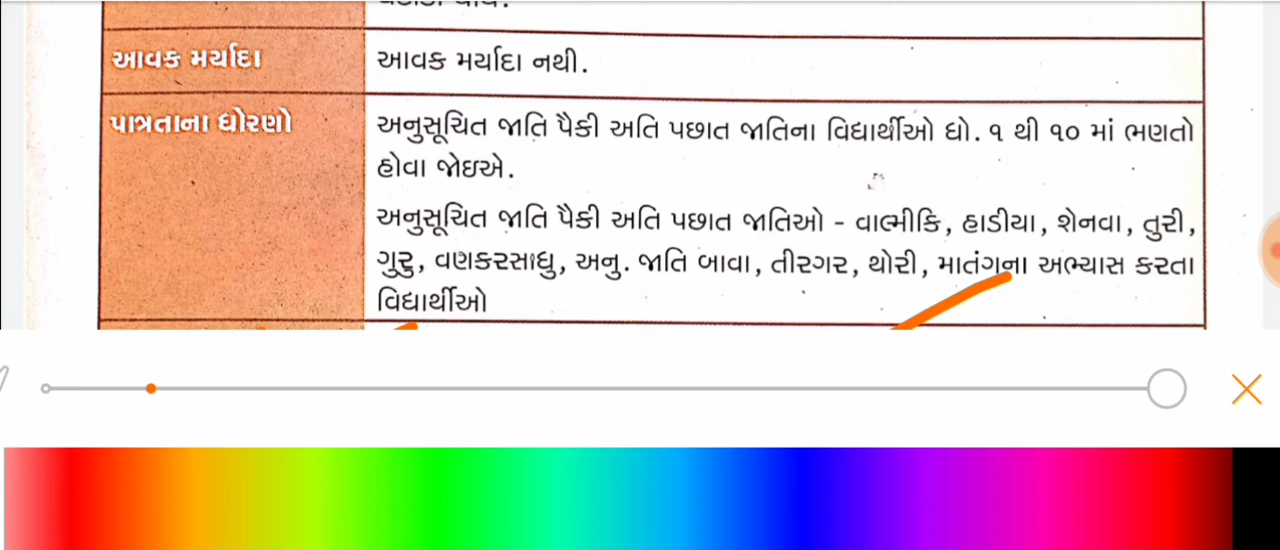 આવક મર્યાદા
આવક મર્યાદા નથી.
પાત્રતાના ધોરણો
અનુસૂચિત જાતિ પૈકી અતિ પછાત જાતિના વિદ્યાર્થીઓ ધો. ૧ થી ૧૦ માં ભણતો
હોવા જોઇએ.
અનુસૂચિત જાતિ પૈકી અતિ પછાત જાતિઓ - વાલ્મીકિ, હાડીયા, શેનવા, તુરી,
ગુરુ, વણકરસાધુ, અનુ. જાતિ બાવા, તીરગર, થોરી, માતંગના અભ્યાસ કરતા
વિદ્યાર્થીઓ